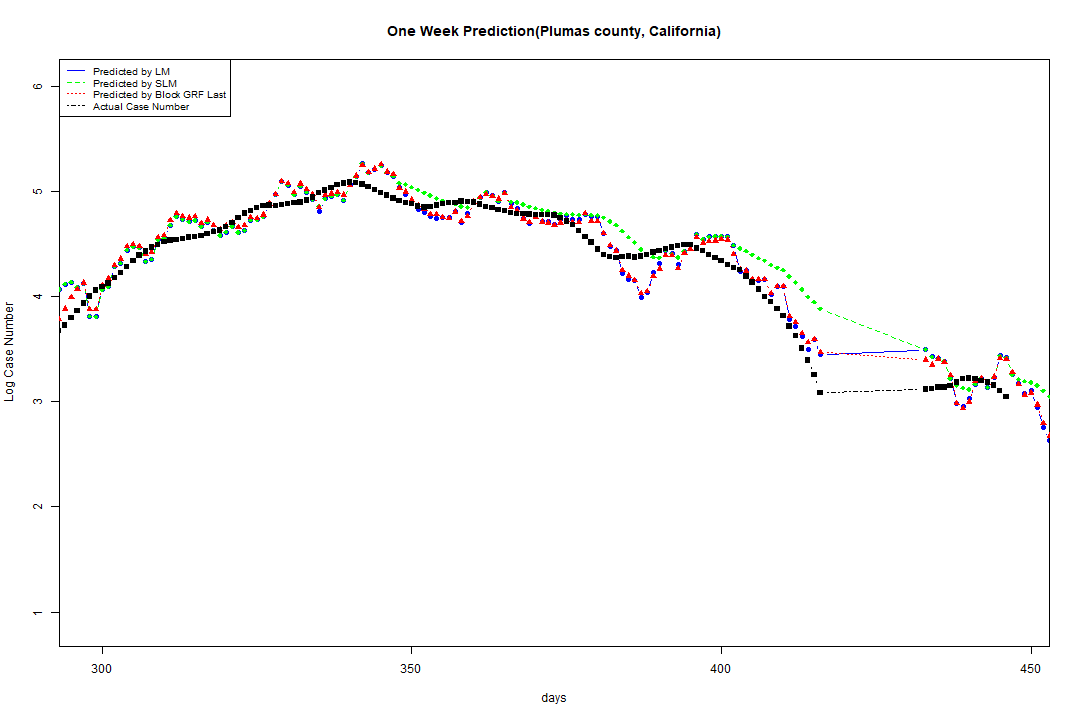 One Week Prediction(Plumas county, California)
Predicted by LM
Predicted by SLM
Predicted by Block GRF Last
Actual Case Number
6
5
4
3
2
1
Log Case Number
300 350 400 450
days